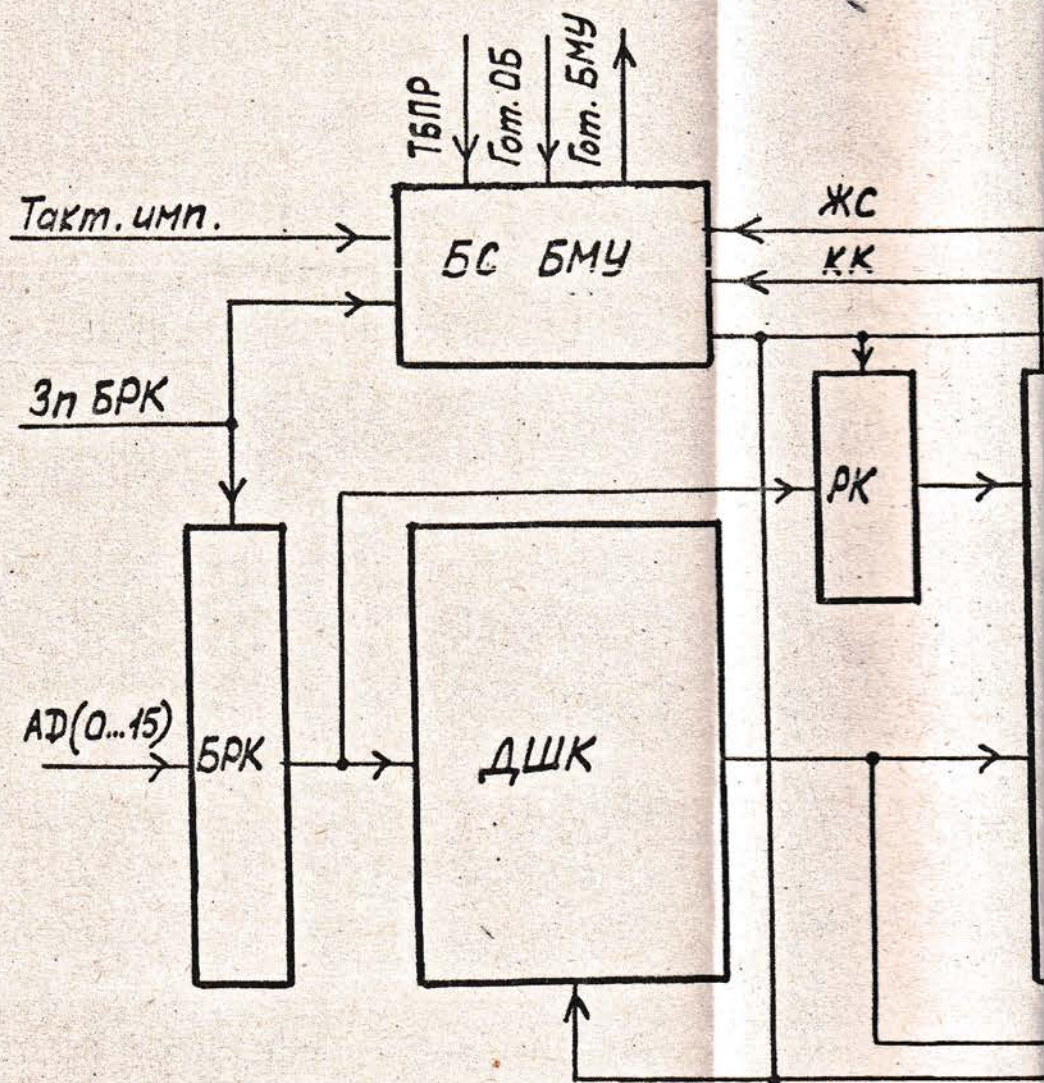 ТБПР
Гот. ОБ
Гот. БМУ
Такт. имп.
БС БМУ
ЖС
КК
Зп БРК
РК
AD(0...15)
БРК
ДШК